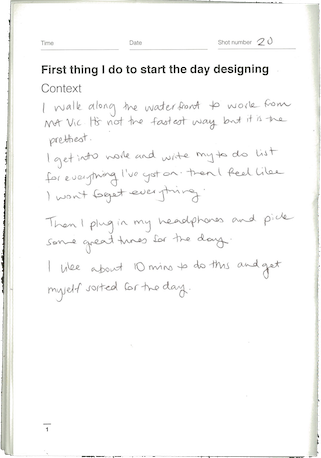 Time Date Shot number 20
First thing I do to start the day designing
Context
I walk along the waterfront to work from
Mt Vic It's not the fastest way but it is the
prettiest.
I get into work and write my to do list
for everything I've got on. then I feel like
I won't forget everything.
Then I plug in my headphones and pick
some great tunes for the day.
I like about 10 mins to do this and get
myself sorted for the day.
1